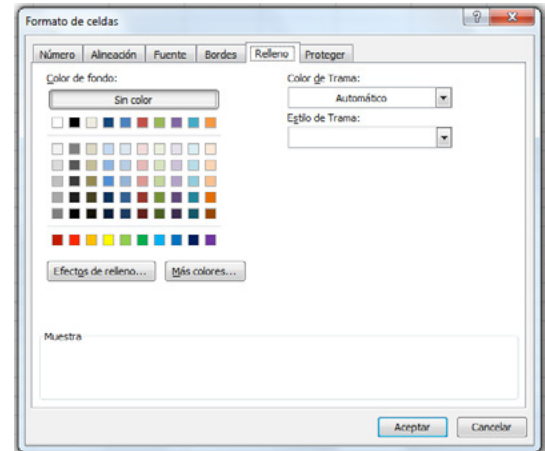 Formato de celdas
Número Alineación Fuente Bordes Relleno Proteger
Color de fondo:
Sin color
Color de Trama:
Automático
Estilo de Trama:
Efectos de relleno... Más colores...
Muestra
Aceptar Cancelar